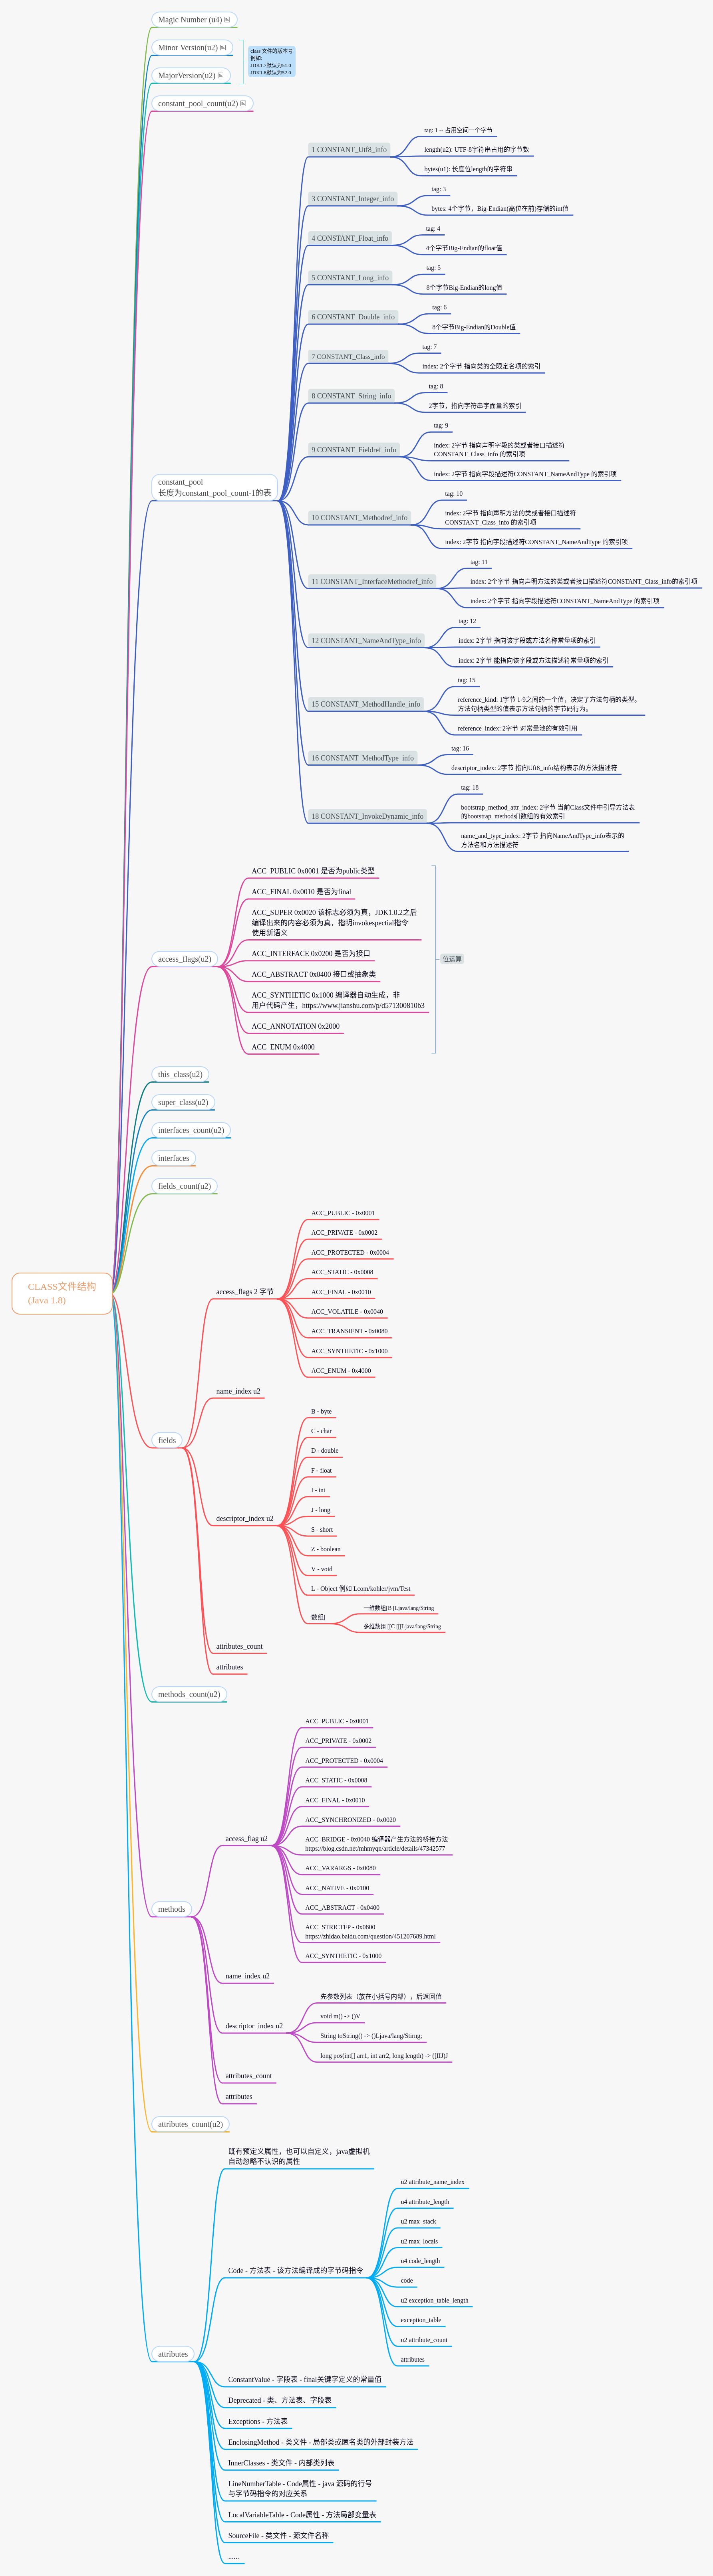 Magic Number (u4)
Minor Version(u2)
MajorVersion(u2)
class 文件的版本号
例如:
JDK1.7默认为51.0
JDK1.8默认为52.0
constant_pool_count(u2)
constant_pool
长度为constant_pool_count-1的表
1 CONSTANT_Utf8_info
tag: 1 -- 占用空间一个字节
length(u2): UTF-8字符串占用的字节数
bytes(u1): 长度位length的字符串
3 CONSTANT_Integer_info
tag: 3
bytes: 4个字节，Big-Endian(高位在前)存储的int值
4 CONSTANT_Float_info
tag: 4
4个字节Big-Endian的float值
5 CONSTANT_Long_info
tag: 5
8个字节Big-Endian的long值
6 CONSTANT_Double_info
tag: 6
8个字节Big-Endian的Double值
7 CONSTANT_Class_info
tag: 7
index: 2个字节 指向类的全限定名项的索引
8 CONSTANT_String_info
tag: 8
2字节，指向字符串字面量的索引
9 CONSTANT_Fieldref_info
tag: 9
index: 2字节 指向声明字段的类或者接口描述符
CONSTANT_Class_info 的索引项
index: 2字节 指向字段描述符CONSTANT_NameAndType 的索引项
10 CONSTANT_Methodref_info
tag: 10
index: 2字节 指向声明方法的类或者接口描述符
CONSTANT_Class_info 的索引项
index: 2字节 指向字段描述符CONSTANT_NameAndType 的索引项
11 CONSTANT_InterfaceMethodref_info
tag: 11
index: 2个字节 指向声明方法的类或者接口描述符CONSTANT_Class_info的索引项
index: 2个字节 指向字段描述符CONSTANT_NameAndType 的索引项
12 CONSTANT_NameAndType_info
tag: 12
index: 2字节 指向该字段或方法名称常量项的索引
index: 2字节 能指向该字段或方法描述符常量项的索引
15 CONSTANT_MethodHandle_info
tag: 15
reference_kind: 1字节 1-9之间的一个值，决定了方法句柄的类型。
方法句柄类型的值表示方法句柄的字节码行为。
reference_index: 2字节 对常量池的有效引用
16 CONSTANT_MethodType_info
tag: 16
descriptor_index: 2字节 指向Uft8_info结构表示的方法描述符
18 CONSTANT_InvokeDynamic_info
tag: 18
bootstrap_method_attr_index: 2字节 当前Class文件中引导方法表
的bootstrap_methods[]数组的有效索引
name_and_type_index: 2字节 指向NameAndType_info表示的
方法名和方法描述符
access_flags(u2)
ACC_PUBLIC 0x0001 是否为public类型
ACC_FINAL 0x0010 是否为final
ACC_SUPER 0x0020 该标志必须为真，JDK1.0.2之后
编译出来的内容必须为真，指明invokespectial指令
使用新语义
ACC_INTERFACE 0x0200 是否为接口
ACC_ABSTRACT 0x0400 接口或抽象类
ACC_SYNTHETIC 0x1000 编译器自动生成，非
用户代码产生，https://www.jianshu.com/p/d571300810b3
ACC_ANNOTATION 0x2000
ACC_ENUM 0x4000
位运算
this_class(u2)
super_class(u2)
interfaces_count(u2)
interfaces
fields_count(u2)
CLASS文件结构
(Java 1.8)
fields
access_flags 2 字节
ACC_PUBLIC - 0x0001
ACC_PRIVATE - 0x0002
ACC_PROTECTED - 0x0004
ACC_STATIC - 0x0008
ACC_FINAL - 0x0010
ACC_VOLATILE - 0x0040
ACC_TRANSIENT - 0x0080
ACC_SYNTHETIC - 0x1000
ACC_ENUM - 0x4000
name_index u2
descriptor_index u2
B - byte
C - char
D - double
F - float
I - int
J - long
S - short
Z - boolean
V - void
L - Object 例如 Lcom/kohler/jvm/Test
数组[
一维数组[B [Ljava/lang/String
多维数组 [[C [[[Ljava/lang/String
attributes_count
attributes
methods_count(u2)
methods
access_flag u2
ACC_PUBLIC - 0x0001
ACC_PRIVATE - 0x0002
ACC_PROTECTED - 0x0004
ACC_STATIC - 0x0008
ACC_FINAL - 0x0010
ACC_SYNCHRONIZED - 0x0020
ACC_BRIDGE - 0x0040 编译器产生方法的桥接方法
https://blog.csdn.net/mhmyqn/article/details/47342577
ACC_VARARGS - 0x0080
ACC_NATIVE - 0x0100
ACC_ABSTRACT - 0x0400
ACC_STRICTFP - 0x0800
https://zhidao.baidu.com/question/451207689.html
ACC_SYNTHETIC - 0x1000
name_index u2
descriptor_index u2
先参数列表（放在小括号内部），后返回值
void m() -> ()V
String toString() -> ()Ljava/lang/Stirng;
long pos(int[] arr1, int arr2, long length) -> ([IIJ)J
attributes_count
attributes
attributes_count(u2)
attributes
既有预定义属性，也可以自定义，java虚拟机
自动忽略不认识的属性
Code - 方法表 - 该方法编译成的字节码指令
u2 attribute_name_index
u4 attribute_length
u2 max_stack
u2 max_locals
u4 code_length
code
u2 exception_table_length
exception_table
u2 attribute_count
attributes
ConstantValue - 字段表 - final关键字定义的常量值
Deprecated - 类、方法表、字段表
Exceptions - 方法表
EnclosingMethod - 类文件 - 局部类或匿名类的外部封装方法
InnerClasses - 类文件 - 内部类列表
LineNumberTable - Code属性 - java 源码的行号
与字节码指令的对应关系
LocalVariableTable - Code属性 - 方法局部变量表
SourceFile - 类文件 - 源文件名称
......